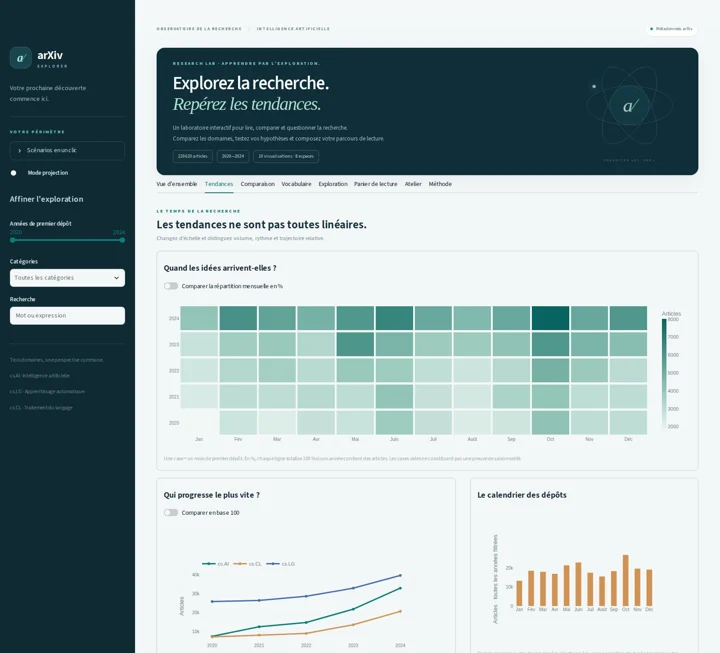 arXiv
EXPLORER
Votre prochaine découverte
commence ici.
VOTRE PÉRIMÈTRE
Scénarios en un clic
Mode projection
Affiner l'exploration
Années de premier dépôt
2020 2024
Catégories
Toutes les catégories
Recherche
Mot ou expression
Trois domaines, une perspective commune.
cs.AI · Intelligence artificielle
cs.LG · Apprentissage automatique
cs.CL · Traitement du langage
OBSERVATOIRE DE LA RECHERCHE / INTELLIGENCE ARTIFICIELLE
Métadonnées arXiv
RESEARCH LAB · APPRENDRE PAR L'EXPLORATION.
Explorez la recherche.
Repérez les tendances.
Un laboratoire interactif pour lire, comparer et questionner la recherche.
Comparez les domaines, testez vos hypothèses et composez votre parcours de lecture.
2020—2024
Vue d'ensemble Tendances Comparaison Vocabulaire Exploration Panier de lecture Atelier Méthode
LE TEMPS DE LA RECHERCHE
Les tendances ne sont pas toutes linéaires.
Changez d'échelle et distinguez volume, rythme et trajectoire relative.
Quand les idées arrivent-elles ?
Comparer la répartition mensuelle en %
Articles
8000
7000
6000
5000
4000
3000
2000
2024
2023
2022
2021
2020
Jan Fév Mar Avr Mai Juin Juil Août Sep Oct Nov Déc
Qui progresse le plus vite ?
Comparer en base 100
cs.AI cs.CL cs.LG
Articles
40k
30k
20k
10k
2020 2021 2022 2023 2024
Le calendrier des dépôts
Articles · toutes les années filtrées
20k
10k
0
Jan Fév Mar Avr Mai Juin Juil Août Sep Oct Nov Déc